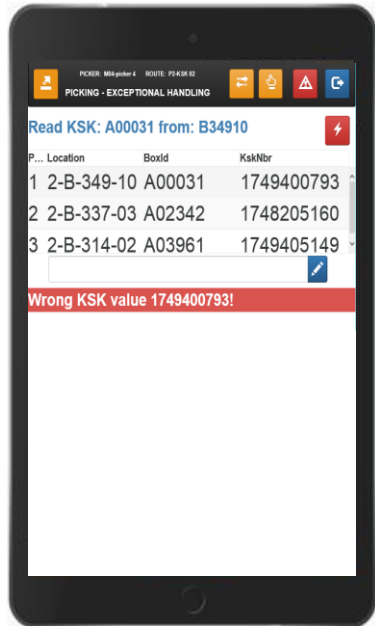 PICKER: M04-picker 4 ROUTE: P2-KSK 02
PICKING - EXCEPTIONAL HANDLING
Read KSK: A00031 from: B34910
P... Location BoxId KskNbr
1 2-B-349-10 A00031 1749400793
2 2-B-337-03 A02342 1748205160
3 2-B-314-02 A03961 1749405149
Wrong KSK value 1749400793!